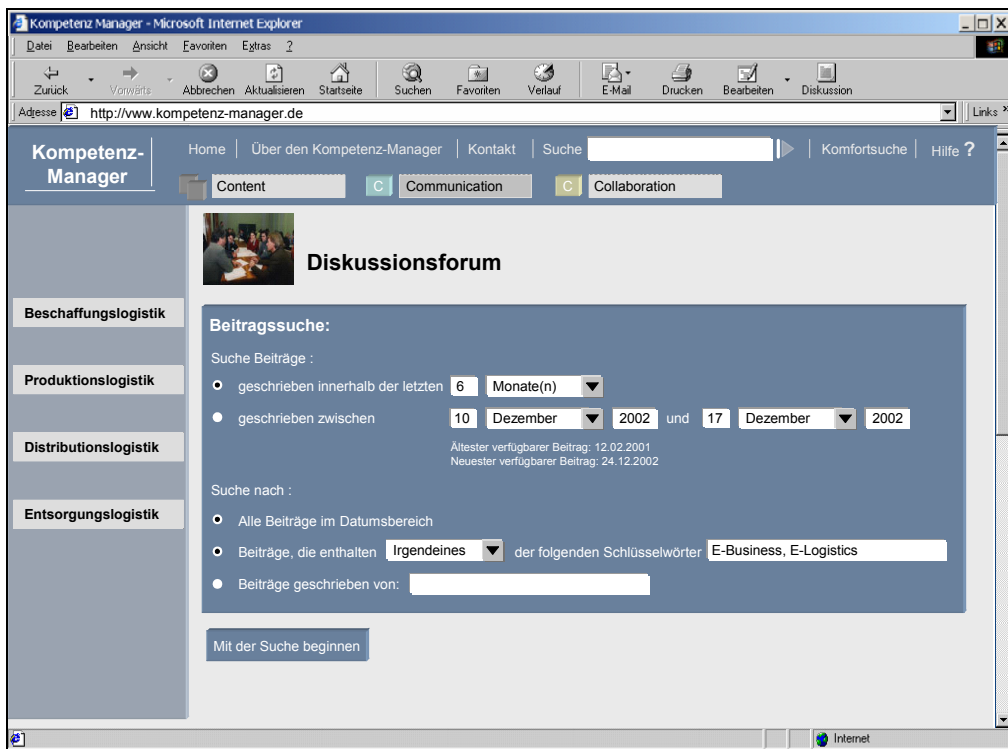 Kompetenz Manager - Microsoft Internet Explorer
Datei Bearbeiten Ansicht Favoriten Extras ?
Zurück Vorwärts Abbrechen Aktualisieren Startseite Suchen Favoriten Verlauf E-Mail Drucken Bearbeiten Diskussion
Adresse http://www.kompetenz-manager.de Links »
Kompetenz-
Manager
Home | Über den Kompetenz-Manager | Kontakt | Suche | Komfortsuche | Hilfe ?
Content C Communication C Collaboration
Diskussionsforum
Beschaffungslogistik
Produktionslogistik
Distributionslogistik
Entsorgungslogistik
Beitragssuche:
Suche Beiträge :
geschrieben innerhalb der letzten 6 Monate(n)
geschrieben zwischen 10 Dezember 2002 und 17 Dezember 2002
Ältester verfügbarer Beitrag: 12.02.2001
Neuester verfügbarer Beitrag: 24.12.2002
Suche nach :
Alle Beiträge im Datumsbereich
Beiträge, die enthalten Irgendeines der folgenden Schlüsselwörter E-Business, E-Logistics
Beiträge geschrieben von:
Mit der Suche beginnen
Internet